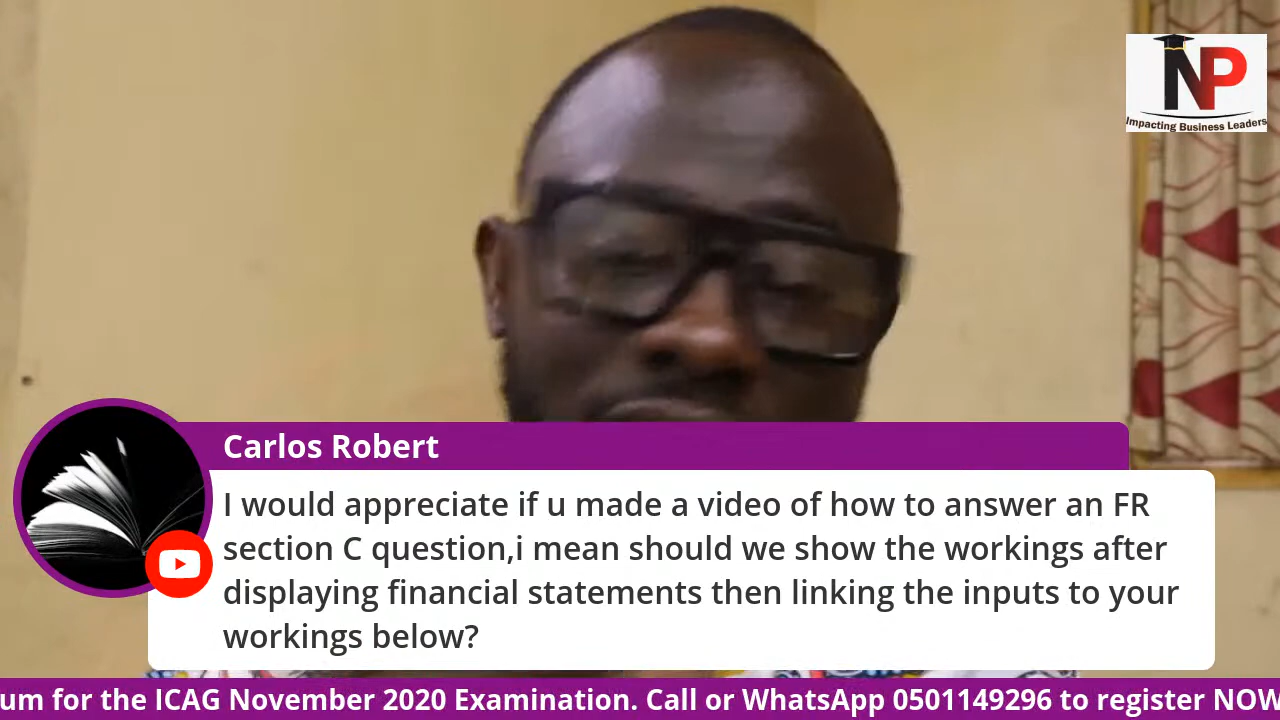 NP
Impacting Business Leaders
Carlos Robert
I would appreciate if u made a video of how to answer an FR
section C question,i mean should we show the workings after
displaying financial statements then linking the inputs to your
workings below?
um for the ICAG November 2020 Examination. Call or WhatsApp 0501149296 to register NOW